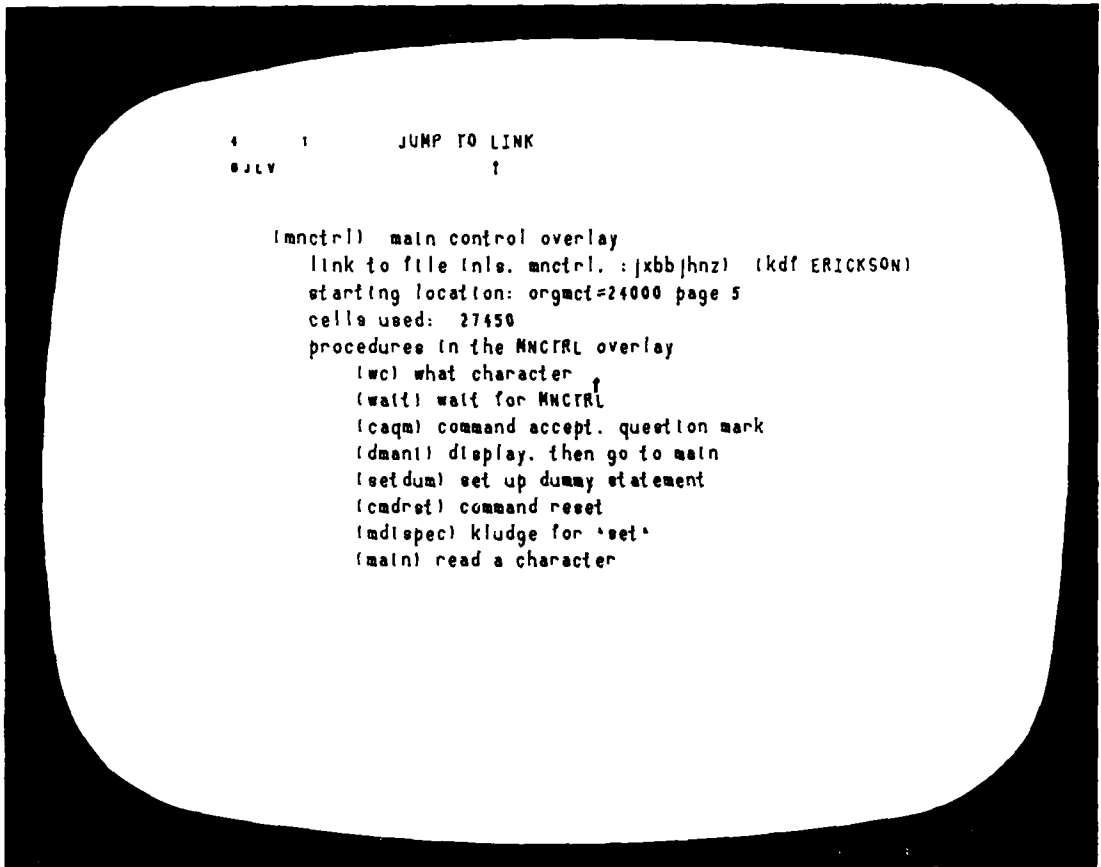 4 1 JUMP TO LINK
↑
(mnctrl) main control overlay
link to file (nls, mnctrl, :jxbbjhnz) (kdf ERICKSON)
starting location: orgmct=24000 page 5
cells used: 27450
procedures in the MNCTRL overlay
(wc) what character
(wait) wait for MNCTRL
(caqm) command accept, question mark
(dmani) display, then go to main
(setdum) set up dummy statement
(cmdrst) command reset
(mdispec) kludge for 'set'
(main) read a character